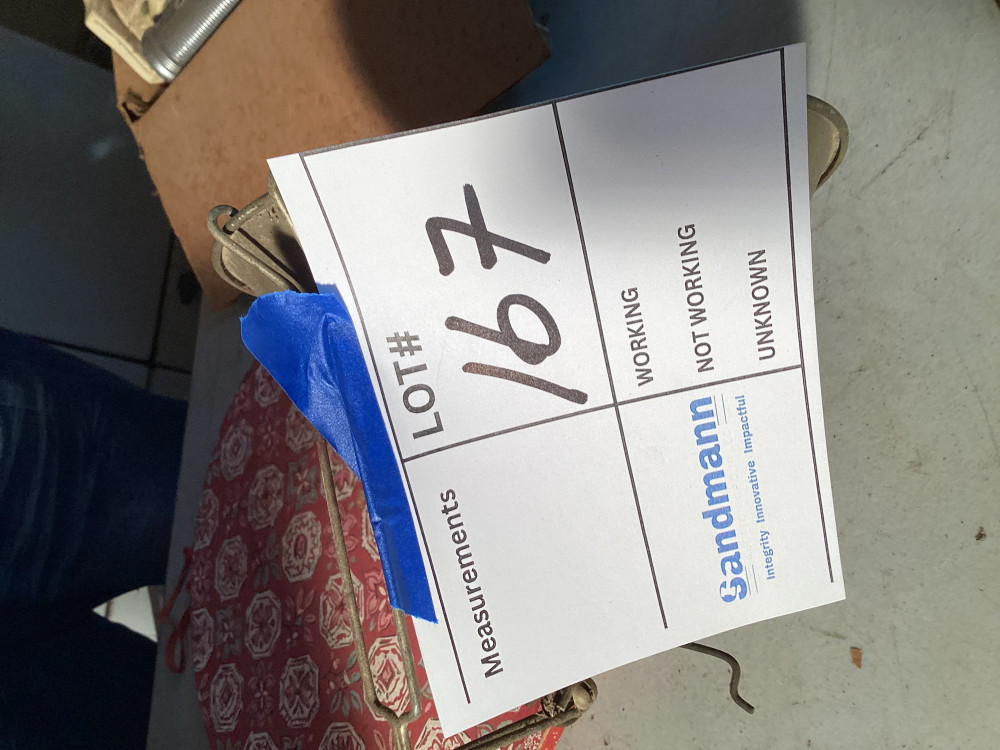 Measurements
LOT#
167
Sandmann
Integrity Innovative Impactful
WORKING
NOT WORKING
UNKNOWN